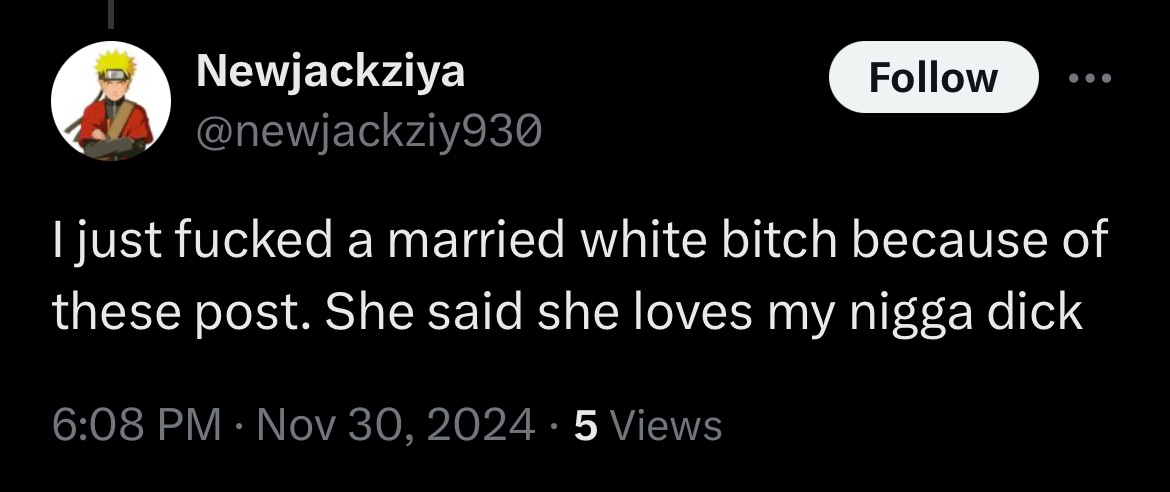 Newjackziya
Follow
@newjackziy930
I just fucked a married white bitch because of
these post. She said she loves my nigga dick
6:08 PM · Nov 30, 2024 · 5 Views